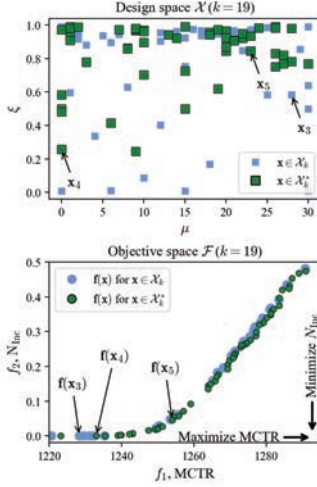 Design space 𝒳 (k = 19)
1.0
0.8
0.6
0.4
0.2
0.0
ξ
x₅
x₃
x₄
x ∈ 𝒳ₖ
x ∈ 𝒳ₖ*
0 5 10 15 20 25 30
μ
Objective space ℱ (k = 19)
0.5
0.4
0.3
0.2
0.1
0.0
f₂, N_Inc
f(x) for x ∈ 𝒳ₖ
f(x) for x ∈ 𝒳ₖ*
f(x₃)
f(x₄)
f(x₅)
Minimize N_Inc
Maximize MCTR
1220 1240 1260 1280
f₁, MCTR